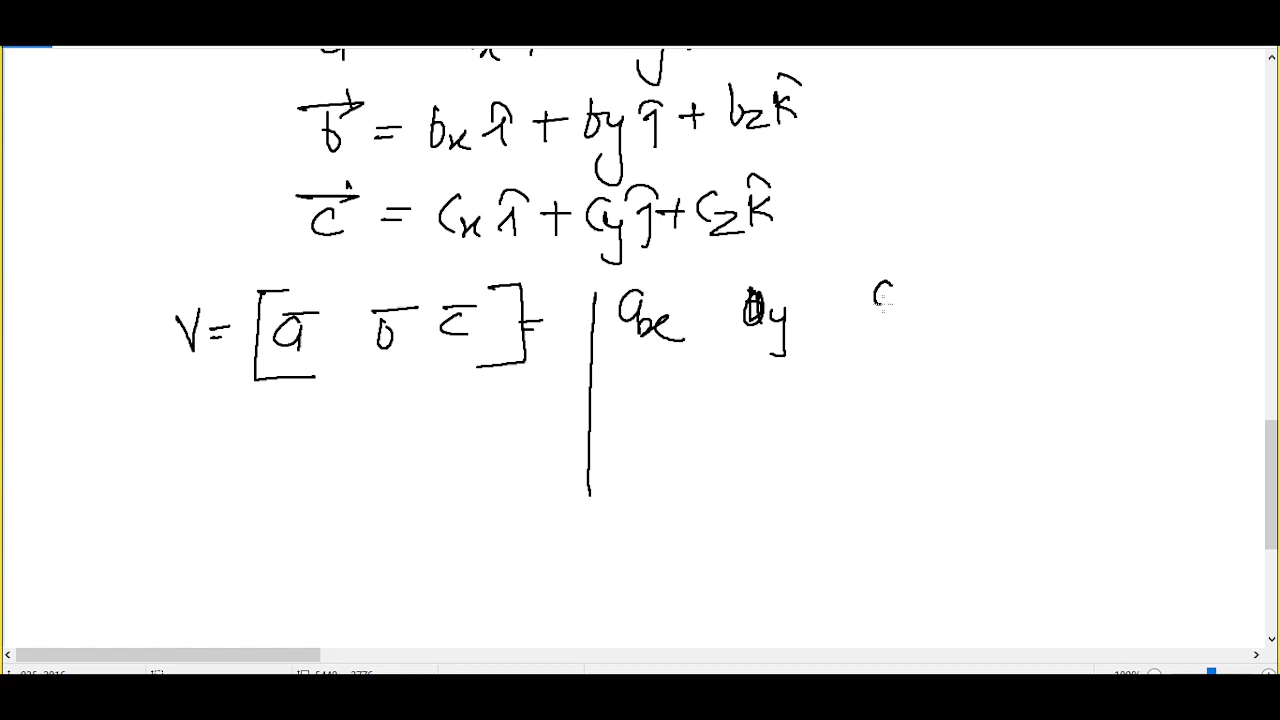 b⃗ = bx î + by ĵ + bz k̂
c⃗ = cx î + cy ĵ + cz k̂
V = [a̅ b̅ c̅] = | ax ay